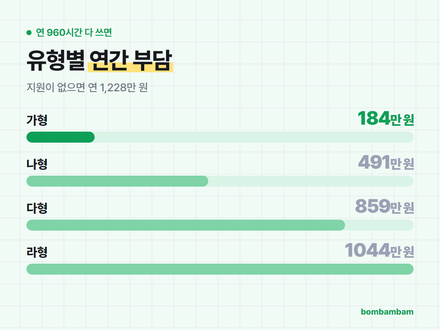 연 960시간 다 쓰면
유형별 연간 부담
지원이 없으면 연 1,228만 원
가형 184만 원
나형 491만 원
다형 859만 원
라형 1044만 원
bombambam